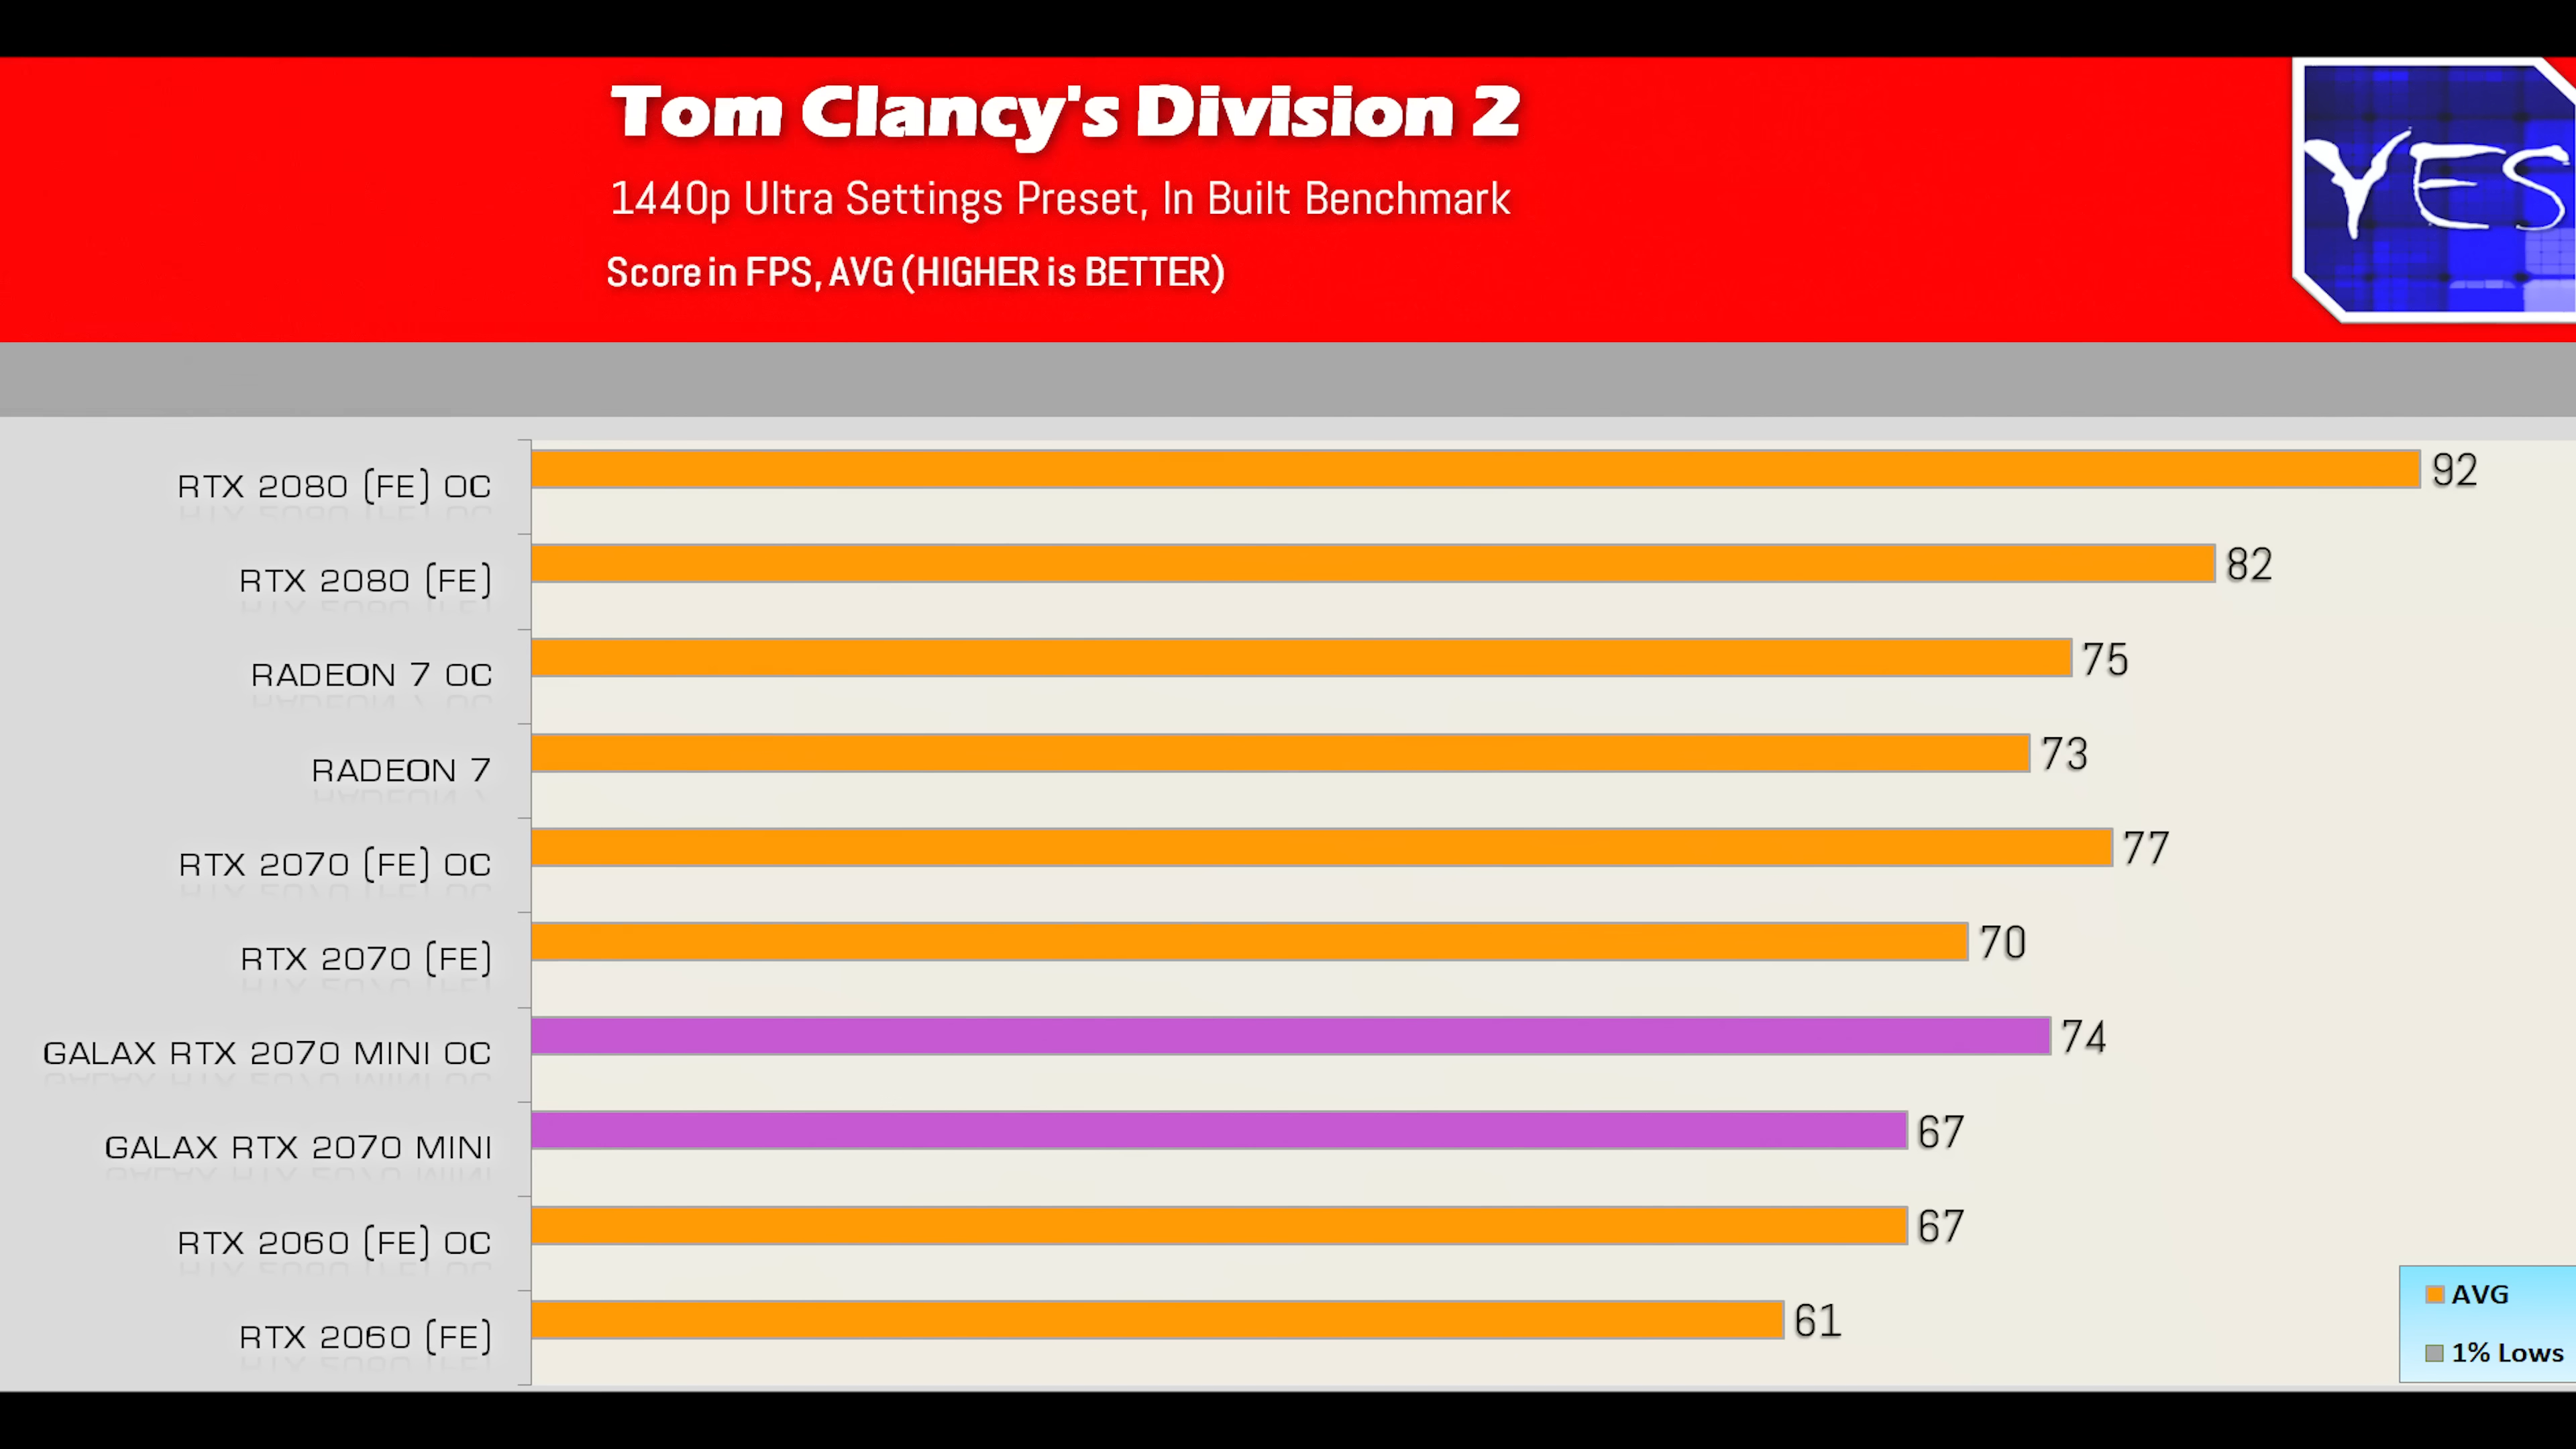 Tom Clancy's Division 2
1440p Ultra Settings Preset, In Built Benchmark
Score in FPS, AVG (HIGHER is BETTER)
YES
RTX 2080 (FE) OC 92
RTX 2080 (FE) 82
RADEON 7 OC 75
RADEON 7 73
RTX 2070 (FE) OC 77
RTX 2070 (FE) 70
GALAX RTX 2070 MINI OC 74
GALAX RTX 2070 MINI 67
RTX 2060 (FE) OC 67
RTX 2060 (FE) 61
AVG
1% Lows